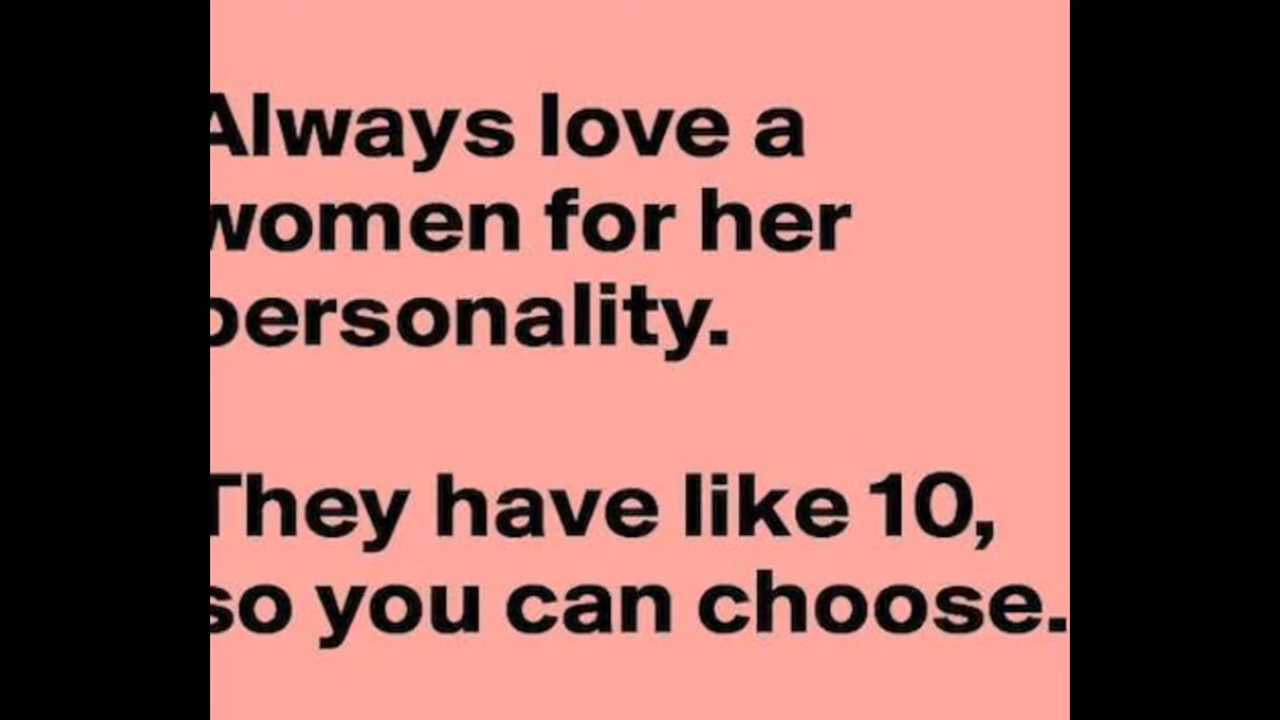 Always love a
women for her
personality.
They have like 10,
so you can choose.